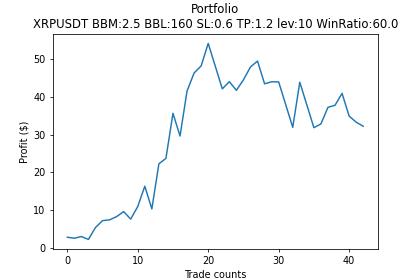 Portfolio
XRPUSDT BBM:2.5 BBL:160 SL:0.6 TP:1.2 lev:10 WinRatio:60.0
Profit ($)
50
40
30
20
10
0
0 10 20 30 40
Trade counts